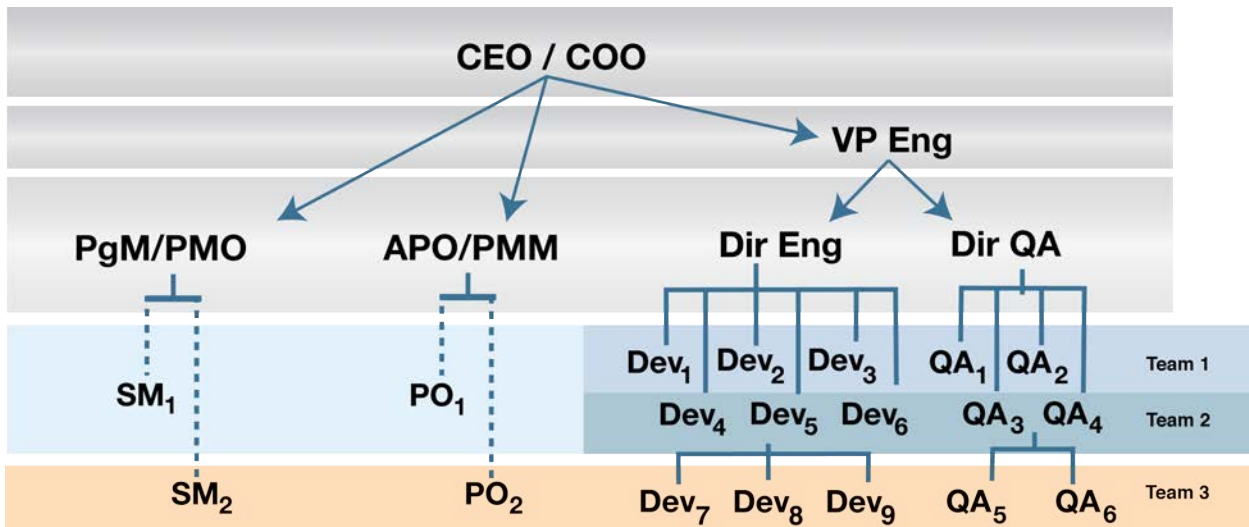 CEO / COO
VP Eng
PgM/PMO APO/PMM Dir Eng Dir QA
Dev₁ Dev₂ Dev₃ QA₁ QA₂ Team 1
SM₁ PO₁
Dev₄ Dev₅ Dev₆ QA₃ QA₄ Team 2
SM₂ PO₂ Dev₇ Dev₈ Dev₉ QA₅ QA₆ Team 3